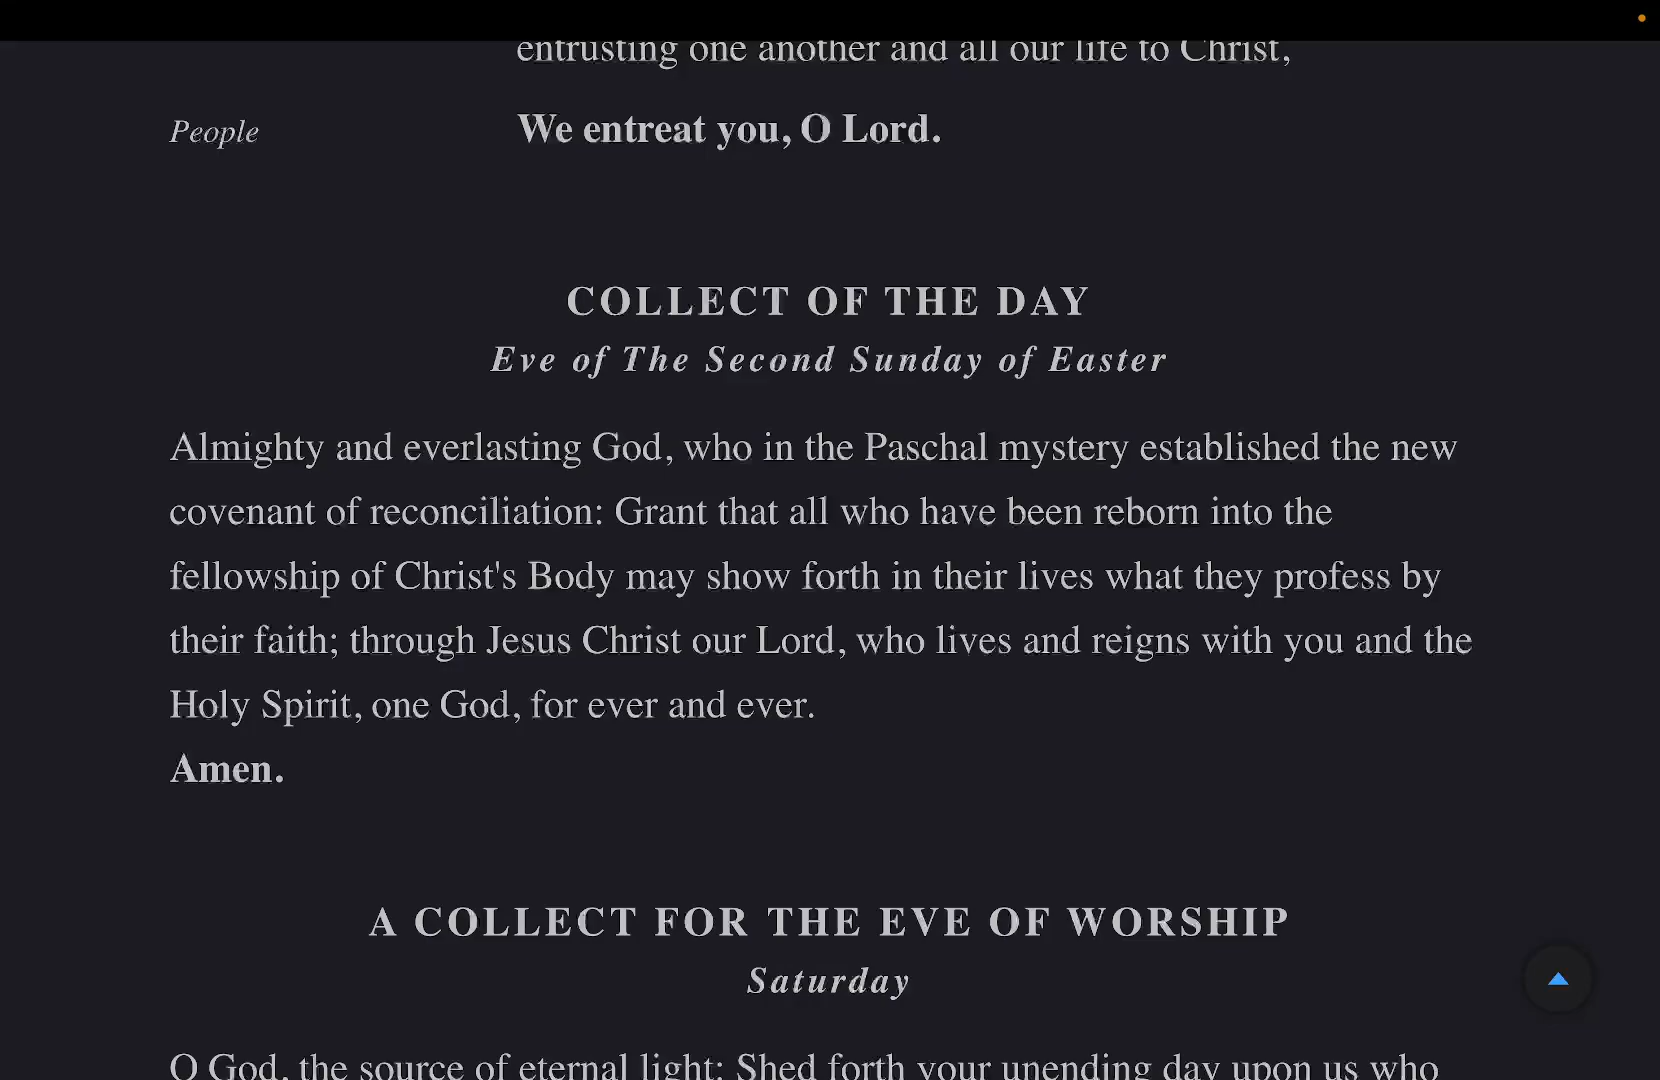 entrusting one another and all our life to Christ,
People We entreat you, O Lord.
COLLECT OF THE DAY
Eve of The Second Sunday of Easter
Almighty and everlasting God, who in the Paschal mystery established the new
covenant of reconciliation: Grant that all who have been reborn into the
fellowship of Christ's Body may show forth in their lives what they profess by
their faith; through Jesus Christ our Lord, who lives and reigns with you and the
Holy Spirit, one God, for ever and ever.
Amen.
A COLLECT FOR THE EVE OF WORSHIP
Saturday
O God, the source of eternal light: Shed forth your unending day upon us who